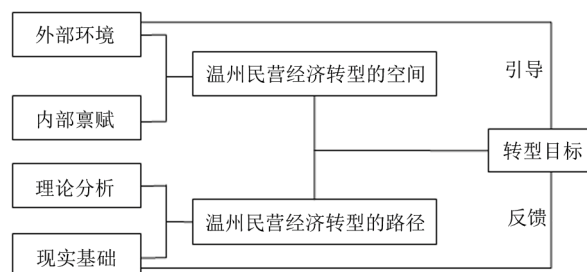 外部环境
温州民营经济转型的空间
引导
内部禀赋
转型目标
理论分析
温州民营经济转型的路径
反馈
现实基础